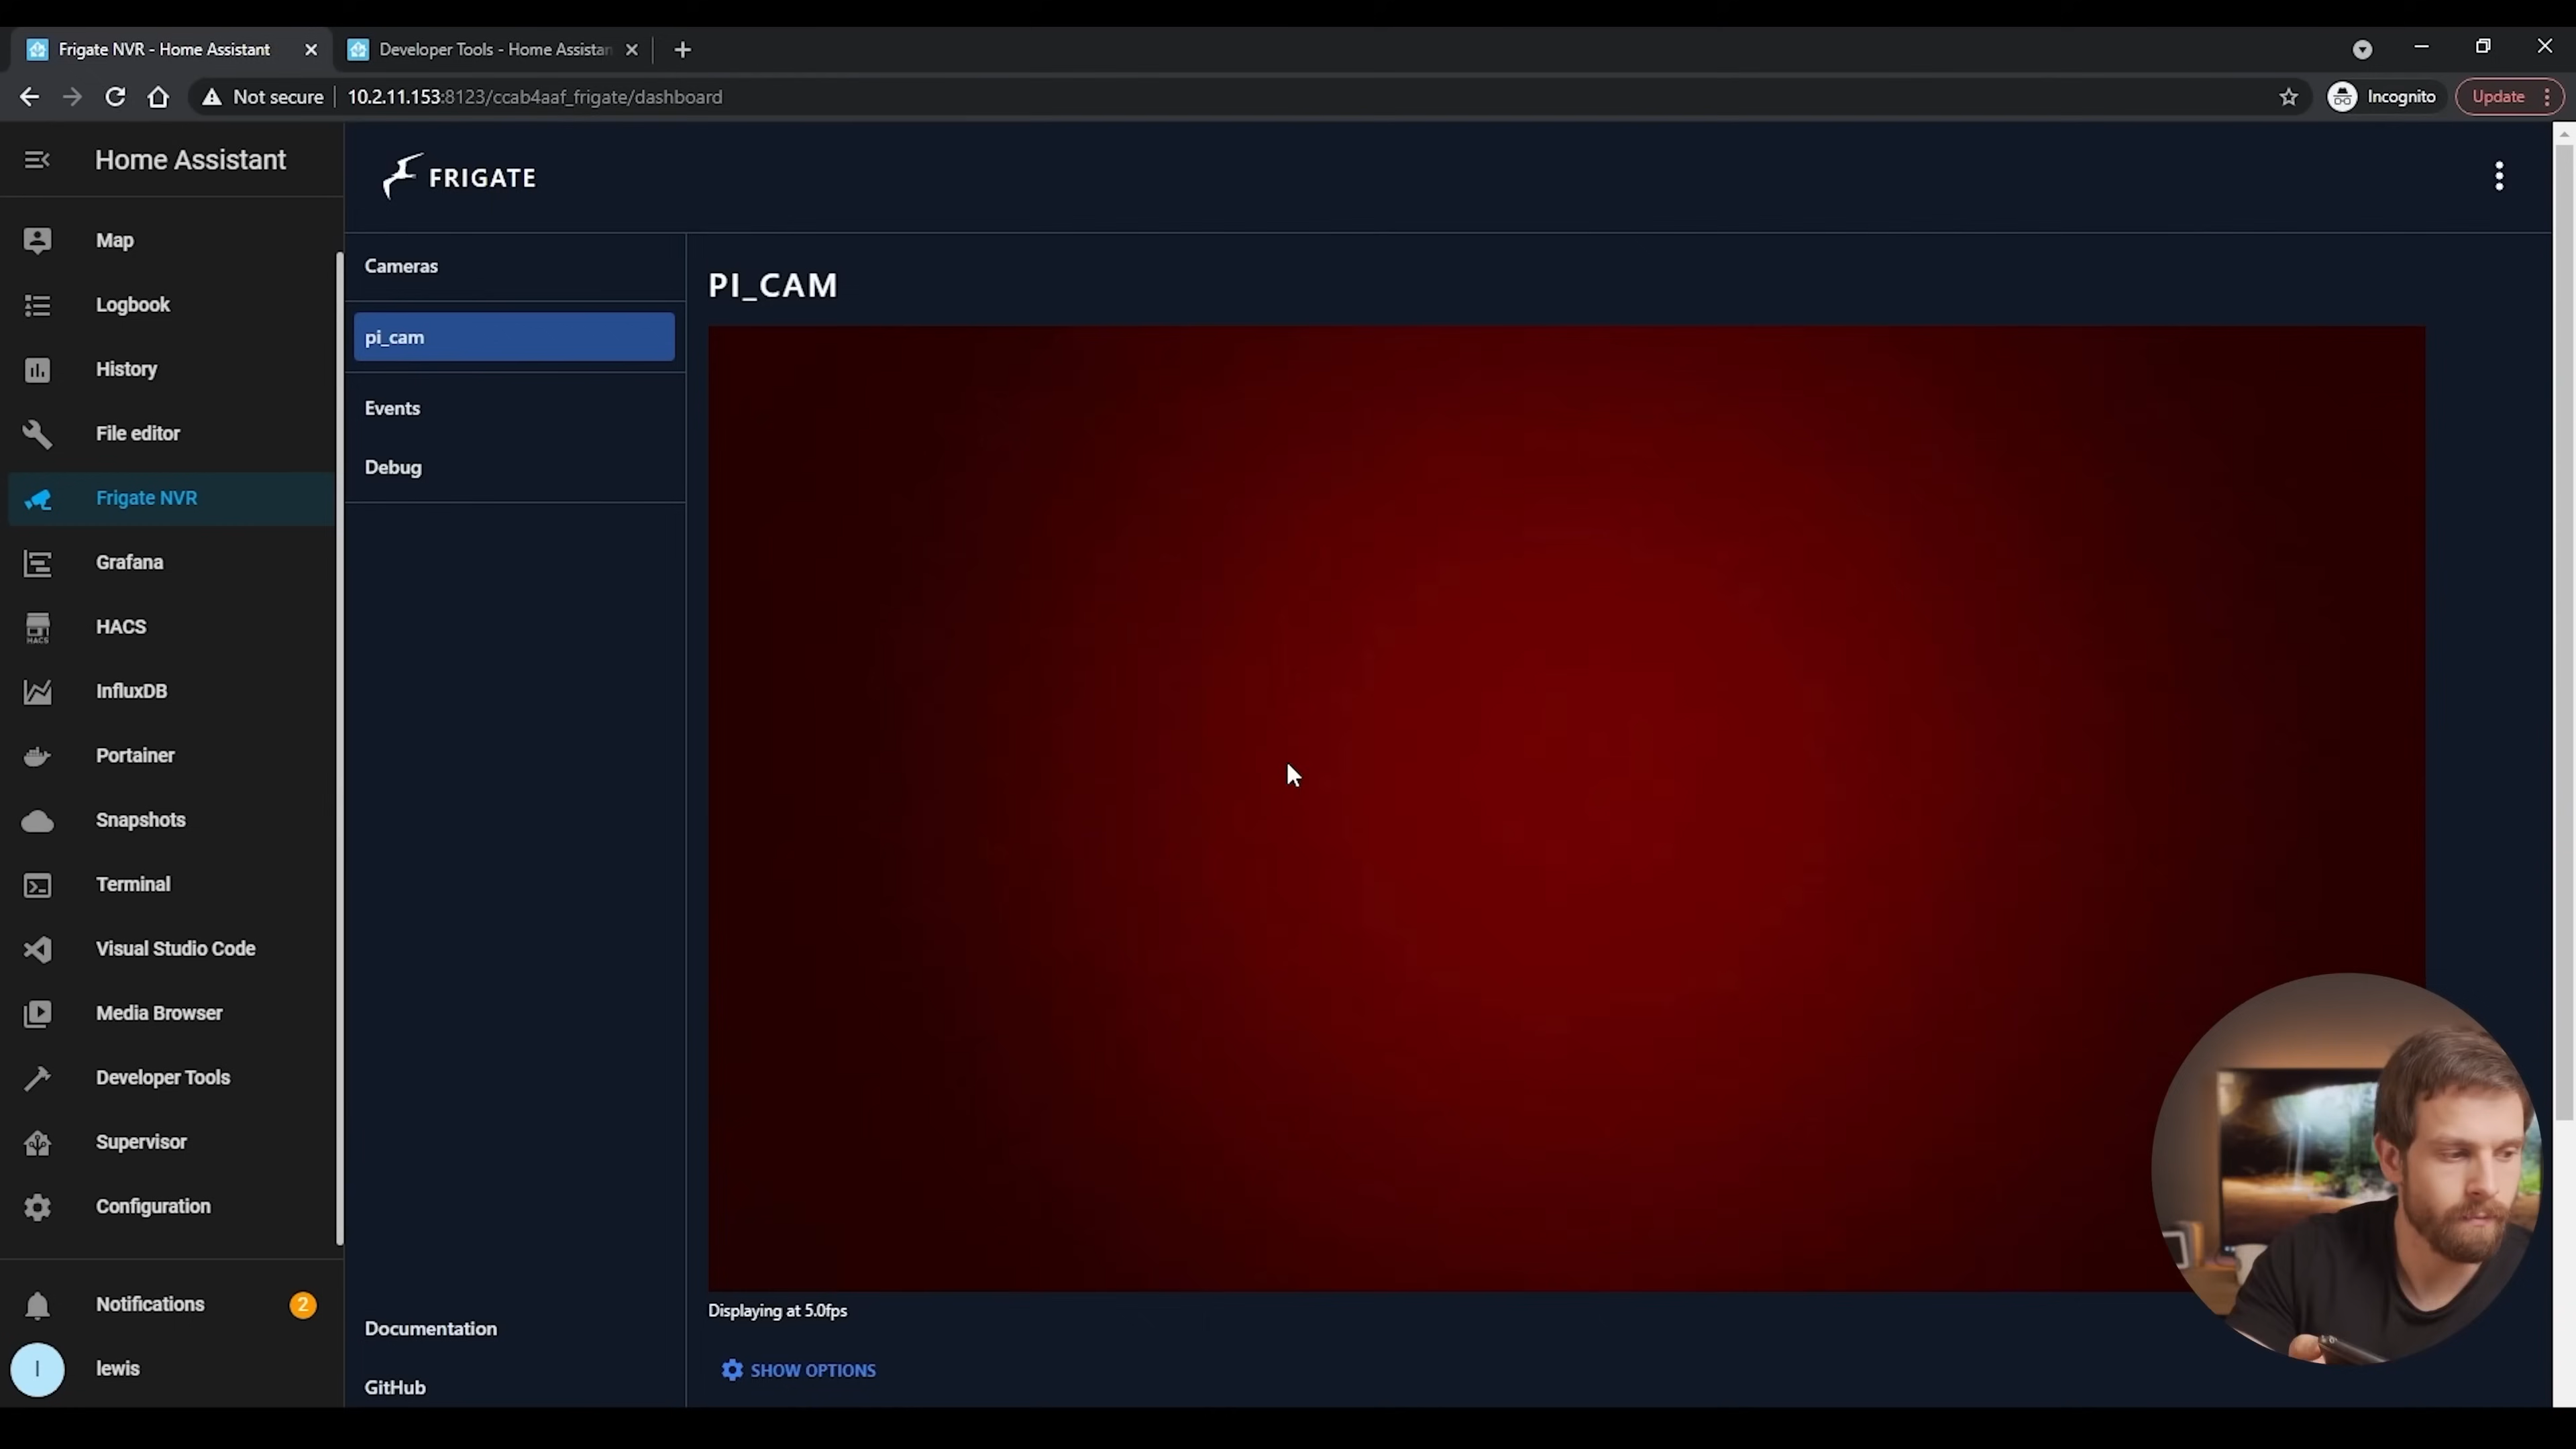 Frigate NVR - Home Assistant
Developer Tools - Home Assistan
Not secure
10.2.11.153:8123/ccab4aaf_frigate/dashboard
Incognito
Update
Home Assistant
Map
Logbook
History
File editor
Frigate NVR
Grafana
HACS
HACS
InfluxDB
Portainer
Snapshots
Terminal
Visual Studio Code
Media Browser
Developer Tools
Supervisor
Configuration
Notifications
2
l
lewis
FRIGATE
Cameras
pi_cam
Events
Debug
Documentation
GitHub
PI_CAM
Displaying at 5.0fps
SHOW OPTIONS